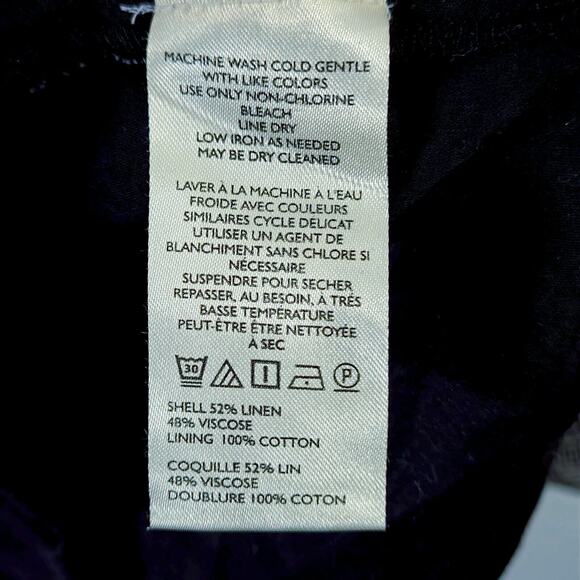 MACHINE WASH COLD GENTLE
WITH LIKE COLORS
USE ONLY NON-CHLORINE
BLEACH
LINE DRY
LOW IRON AS NEEDED
MAY BE DRY CLEANED
LAVER À LA MACHINE À L'EAU
FROIDE AVEC COULEURS
SIMILAIRES CYCLE DÉLICAT
UTILISER UN AGENT DE
BLANCHIMENT SANS CHLORE SI
NÉCESSAIRE
SUSPENDRE POUR SÉCHER
REPASSER, AU BESOIN, À TRÈS
BASSE TEMPÉRATURE
PEUT-ÊTRE ÊTRE NETTOYÉE
À SEC
30 P
SHELL 52% LINEN
48% VISCOSE
LINING 100% COTTON
COQUILLE 52% LIN
48% VISCOSE
DOUBLURE 100% COTON